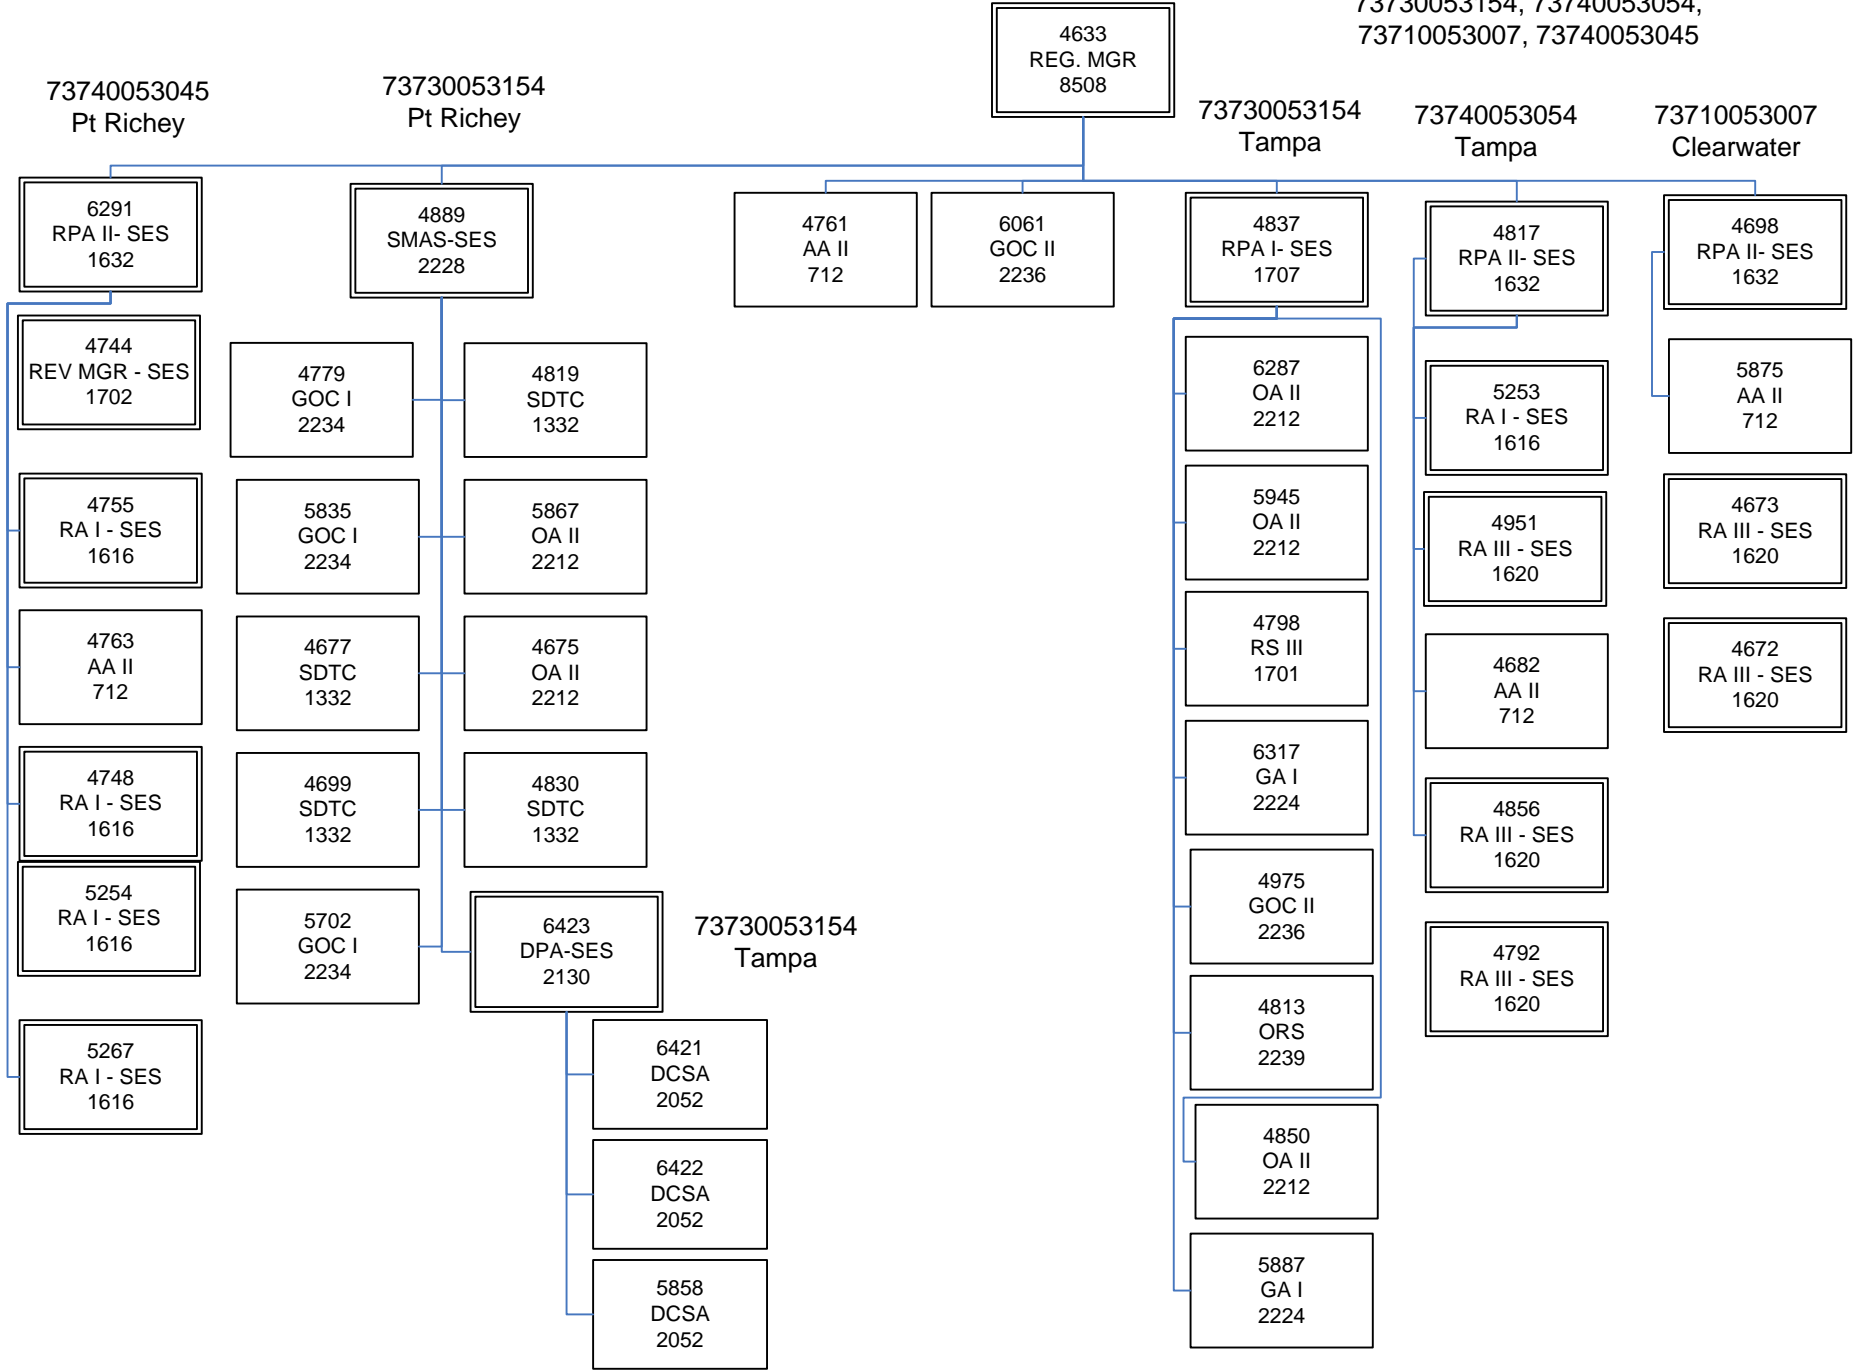 73730053154, 73740053054,
73710053007, 73740053045
4633
REG. MGR
8508
73740053045
Pt Richey
73730053154
Pt Richey
73730053154
Tampa
73740053054
Tampa
73710053007
Clearwater
6291
RPA II- SES
1632
4889
SMAS-SES
2228
4761
AA II
712
6061
GOC II
2236
4837
RPA I- SES
1707
4817
RPA II- SES
1632
4698
RPA II- SES
1632
4744
REV MGR - SES
1702
4755
RA I - SES
1616
4763
AA II
712
4748
RA I - SES
1616
5254
RA I - SES
1616
5267
RA I - SES
1616
4779
GOC I
2234
4819
SDTC
1332
5835
GOC I
2234
5867
OA II
2212
4677
SDTC
1332
4675
OA II
2212
4699
SDTC
1332
4830
SDTC
1332
5702
GOC I
2234
6423
DPA-SES
2130
73730053154
Tampa
6421
DCSA
2052
6422
DCSA
2052
5858
DCSA
2052
6287
OA II
2212
5945
OA II
2212
4798
RS III
1701
6317
GA I
2224
4975
GOC II
2236
4813
ORS
2239
4850
OA II
2212
5887
GA I
2224
5253
RA I - SES
1616
4951
RA III - SES
1620
4682
AA II
712
4856
RA III - SES
1620
4792
RA III - SES
1620
5875
AA II
712
4673
RA III - SES
1620
4672
RA III - SES
1620